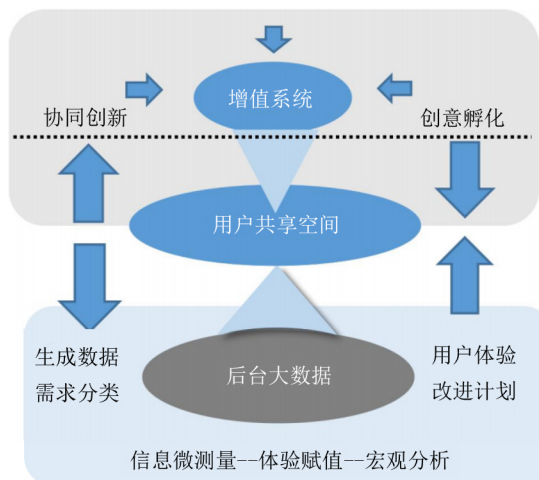 增值系统
协同创新
创意孵化
用户共享空间
生成数据
需求分类
后台大数据
用户体验
改进计划
信息微测量--体验赋值--宏观分析